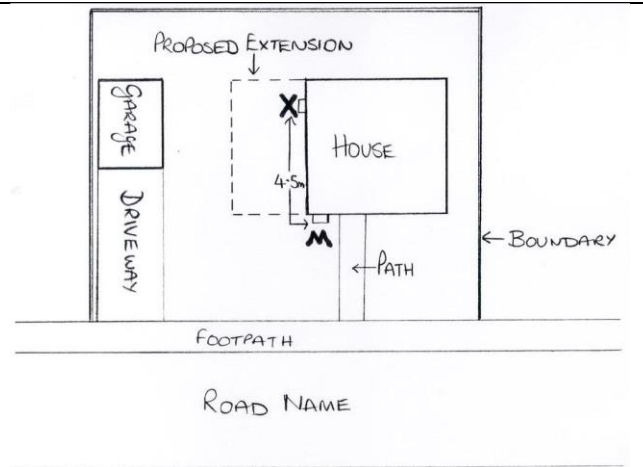 PROPOSED EXTENSION
GARAGE
X
HOUSE
4.5m
DRIVEWAY
M
← BOUNDARY
← PATH
FOOTPATH
ROAD NAME